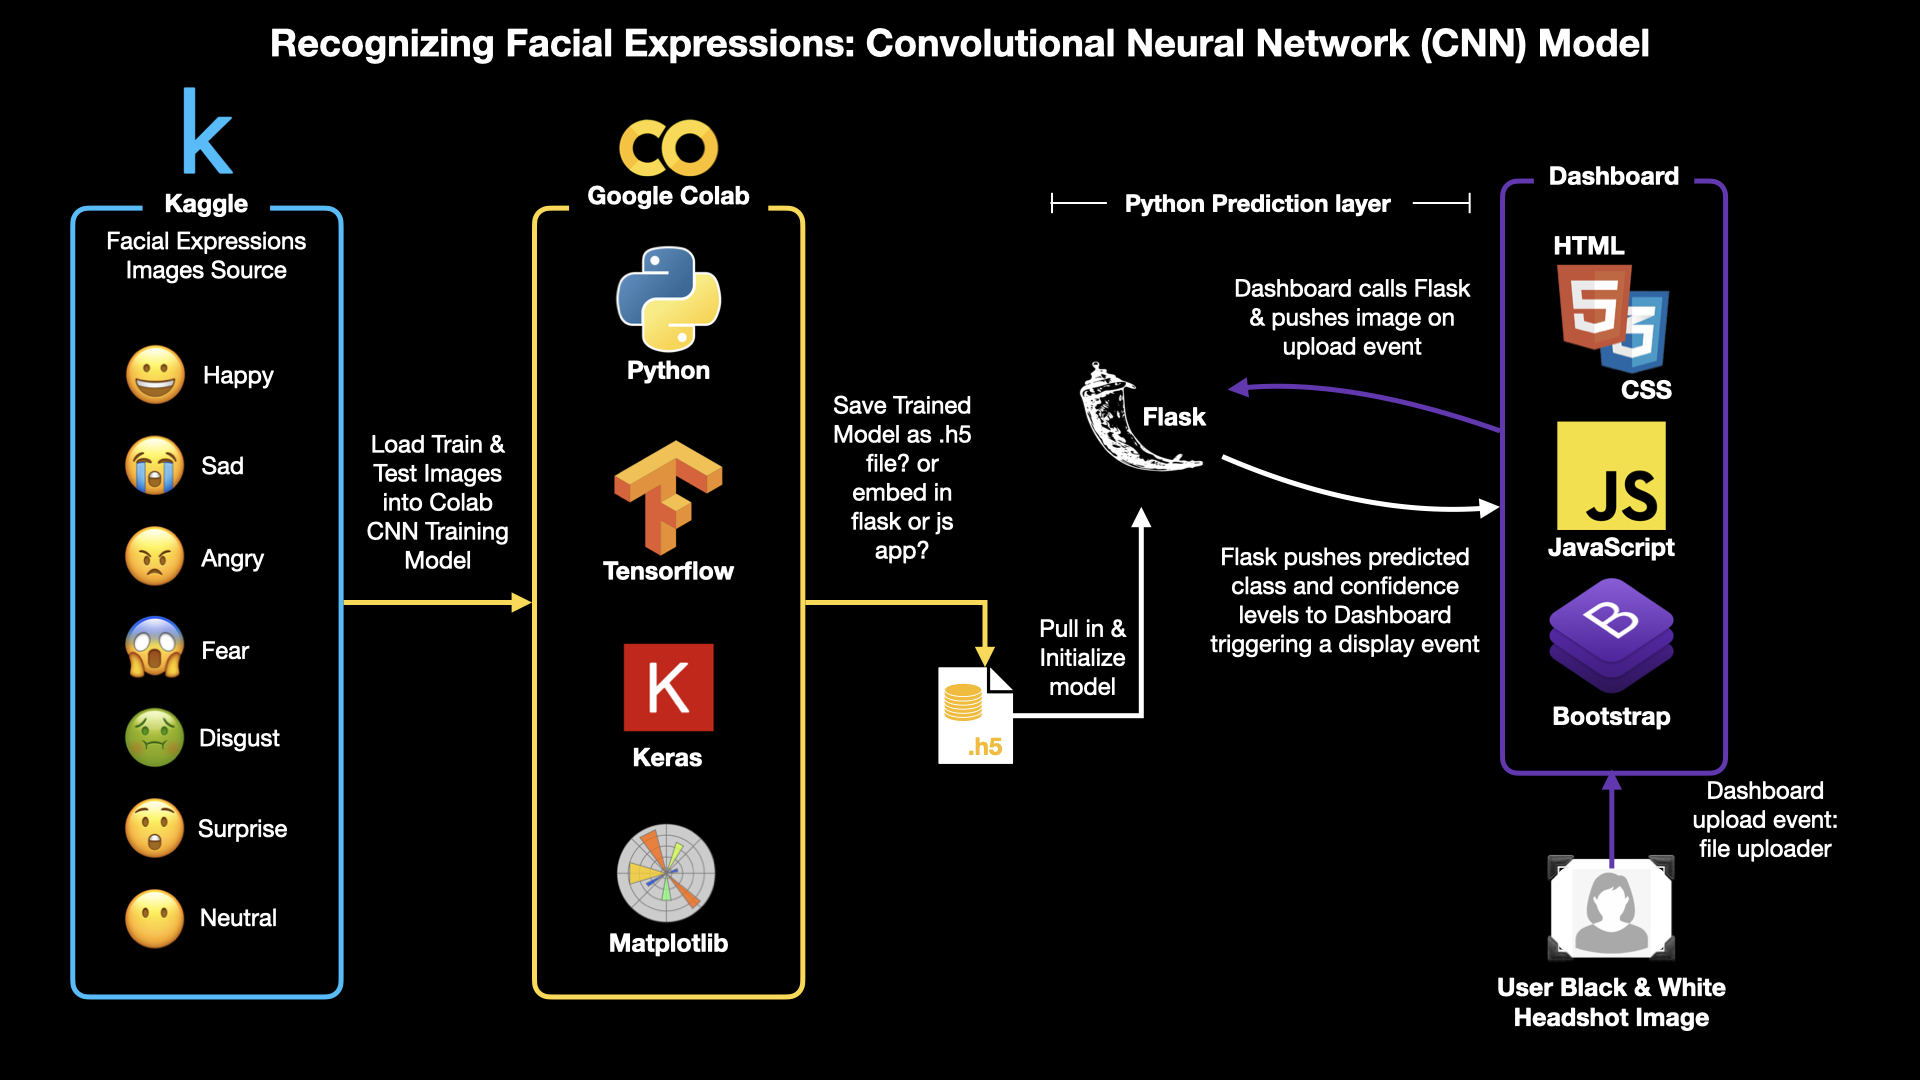 Recognizing Facial Expressions: Convolutional Neural Network (CNN) Model
k
Kaggle
Facial Expressions
Images Source
Happy
Sad
Angry
Fear
Disgust
Surprise
Neutral
Load Train &
Test Images
into Colab
CNN Training
Model
CO
Google Colab
Python
Tensorflow
K
Keras
Matplotlib
Save Trained
Model as .h5
file? or
embed in
flask or js
app?
.h5
Pull in &
Initialize
model
Python Prediction layer
Flask
Dashboard calls Flask
& pushes image on
upload event
Flask pushes predicted
class and confidence
levels to Dashboard
triggering a display event
Dashboard
HTML
5
3
CSS
JS
JavaScript
B
Bootstrap
Dashboard
upload event:
file uploader
User Black & White
Headshot Image